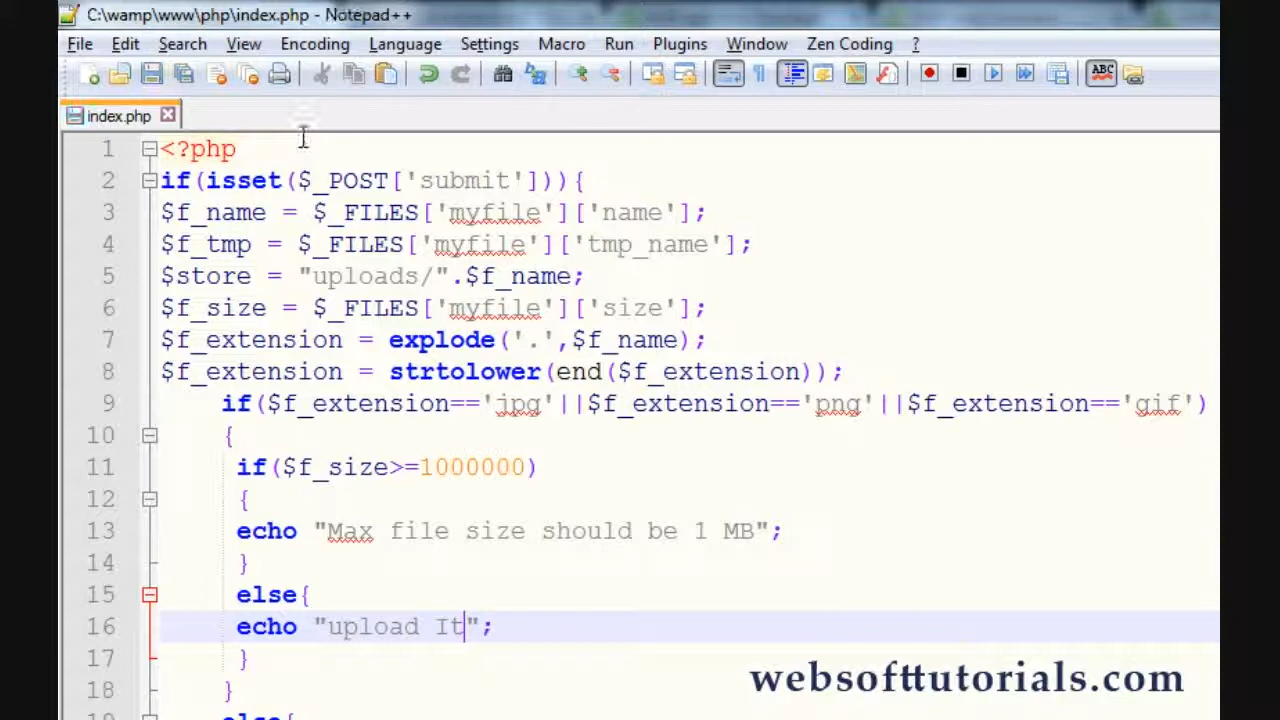 C:\wamp\www\php\index.php - Notepad++
File Edit Search View Encoding Language Settings Macro Run Plugins Window Zen Coding ?
ABC
index.php
1 <?php
2 if(isset($_POST['submit'])){
3 $f_name = $_FILES['myfile']['name'];
4 $f_tmp = $_FILES['myfile']['tmp_name'];
5 $store = "uploads/".$f_name;
6 $f_size = $_FILES['myfile']['size'];
7 $f_extension = explode('.',$f_name);
8 $f_extension = strtolower(end($f_extension));
9 if($f_extension=='jpg'||$f_extension=='png'||$f_extension=='gif')
10 {
11 if($f_size>=1000000)
12 {
13 echo "Max file size should be 1 MB";
14 }
15 else{
16 echo "upload It";
17 }
18 }
19 else{
websofttutorials.com